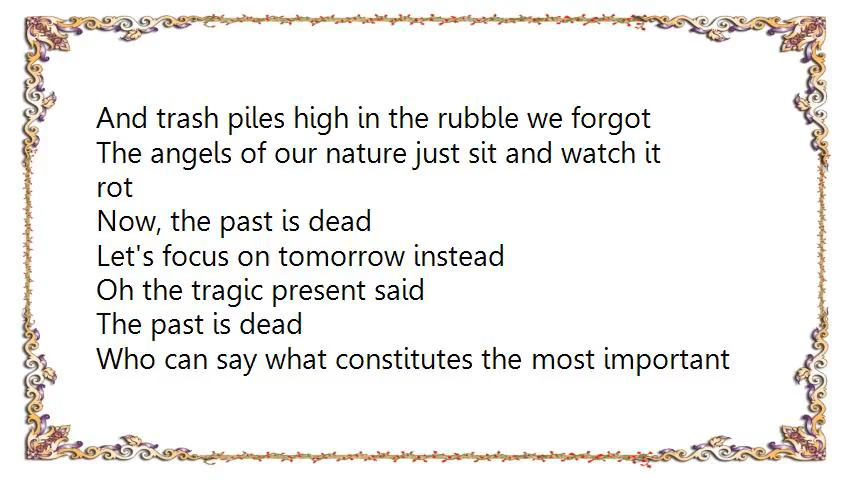 And trash piles high in the rubble we forgot
The angels of our nature just sit and watch it
rot
Now, the past is dead
Let's focus on tomorrow instead
Oh the tragic present said
The past is dead
Who can say what constitutes the most important